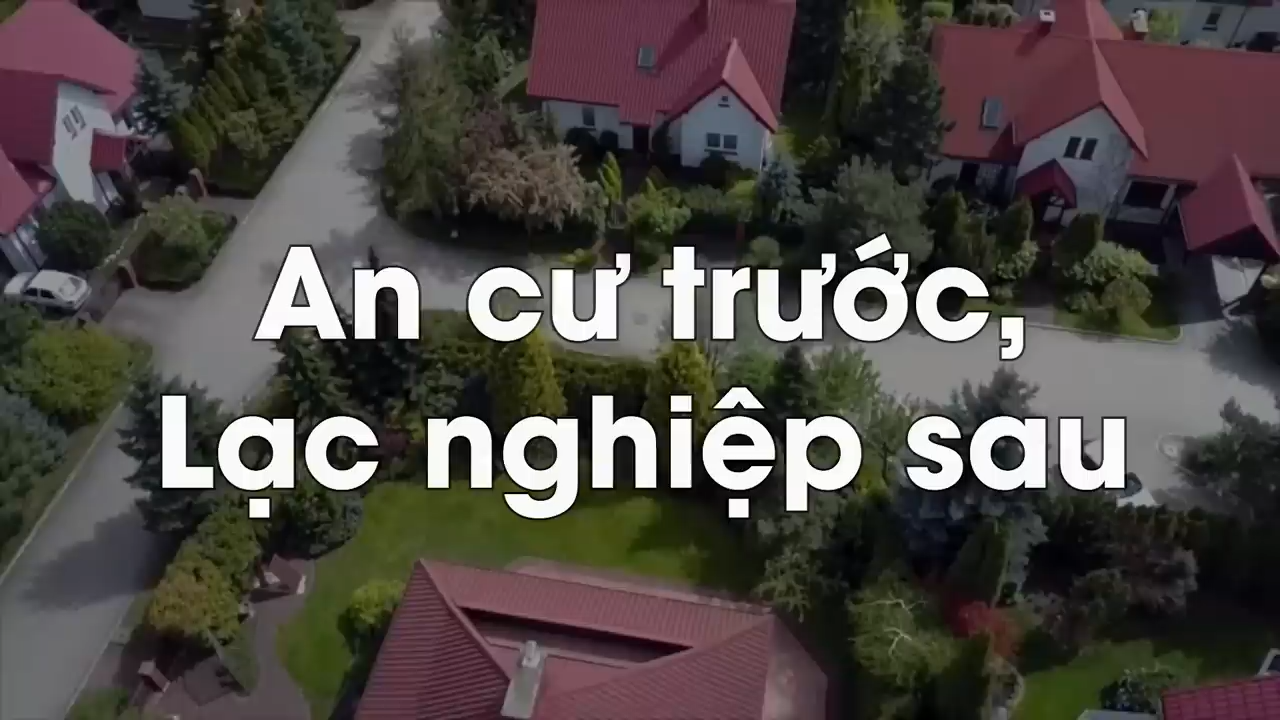 An cư trước,
Lạc nghiệp sau